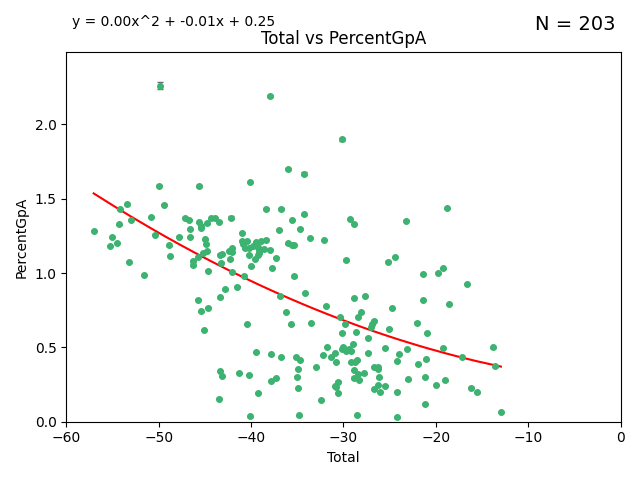 y = 0.00x^2 + -0.01x + 0.25
N = 203
Total vs PercentGpA
PercentGpA
2.0
1.5
1.0
0.5
0.0
−60 −50 −40 −30 −20 −10 0
Total